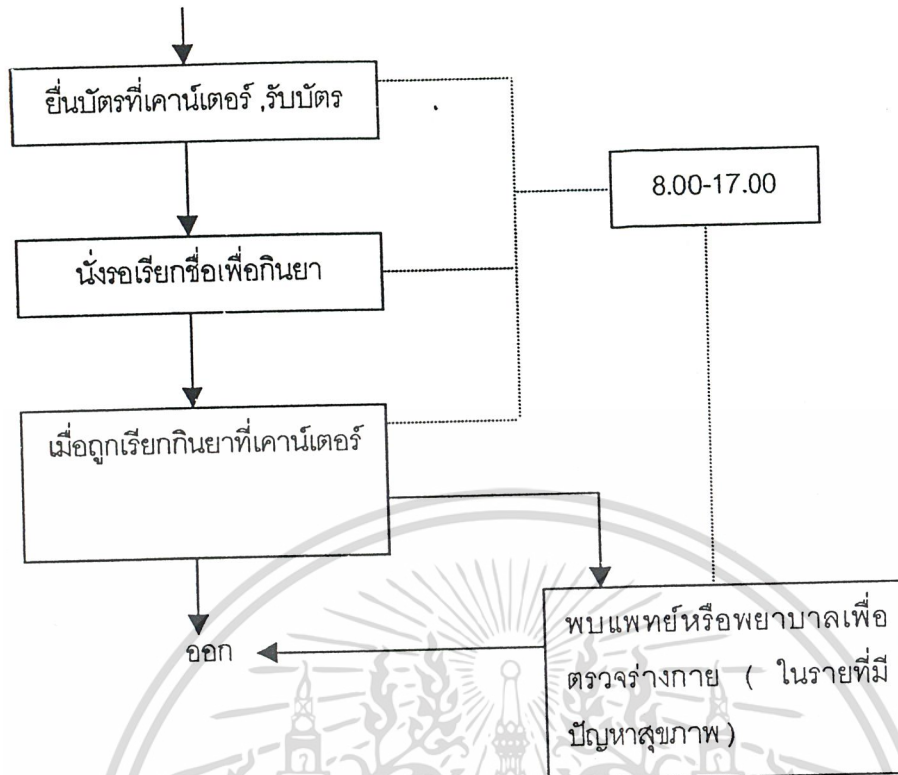 ยื่นบัตรที่เคาน์เตอร์ ,รับบัตร
8.00-17.00
นั่งรอเรียกชื่อเพื่อกินยา
เมื่อถูกเรียกกินยาที่เคาน์เตอร์
พบแพทย์หรือพยาบาลเพื่อ
ตรวจร่างกาย ( ในรายที่มี
ปัญหาสุขภาพ)
ออก